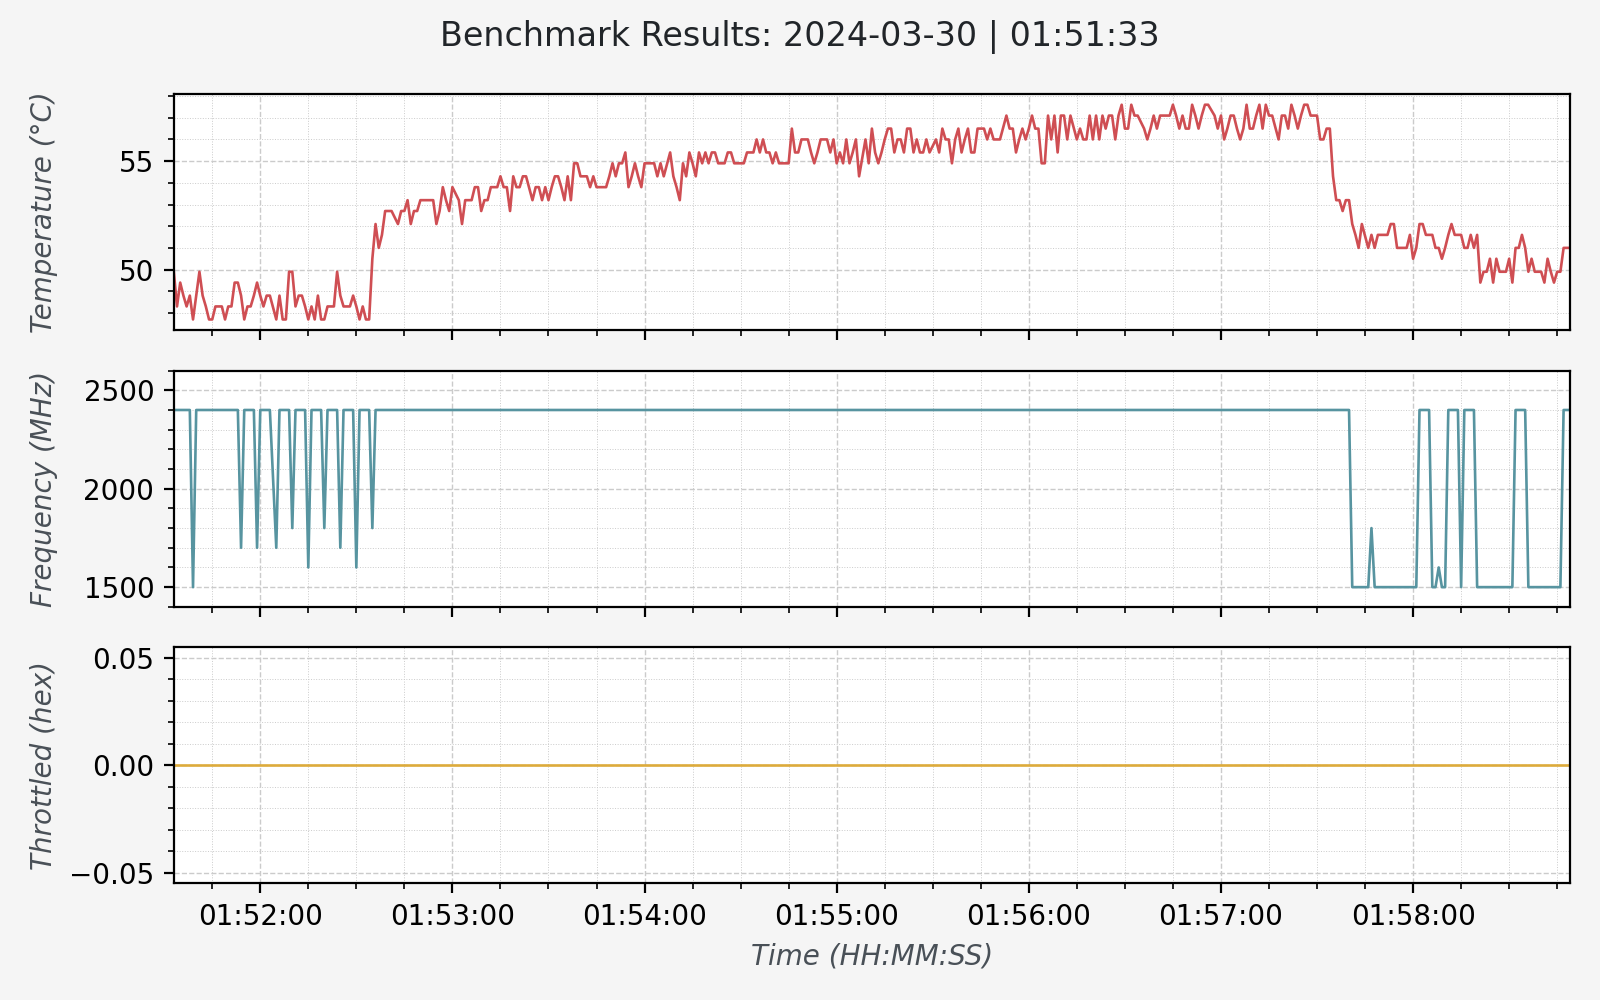 Benchmark Results: 2024-03-30 | 01:51:33
Temperature (°C)
55
50
Frequency (MHz)
2500
2000
1500
Throttled (hex)
0.05
0.00
−0.05
01:52:00 01:53:00 01:54:00 01:55:00 01:56:00 01:57:00 01:58:00
Time (HH:MM:SS)